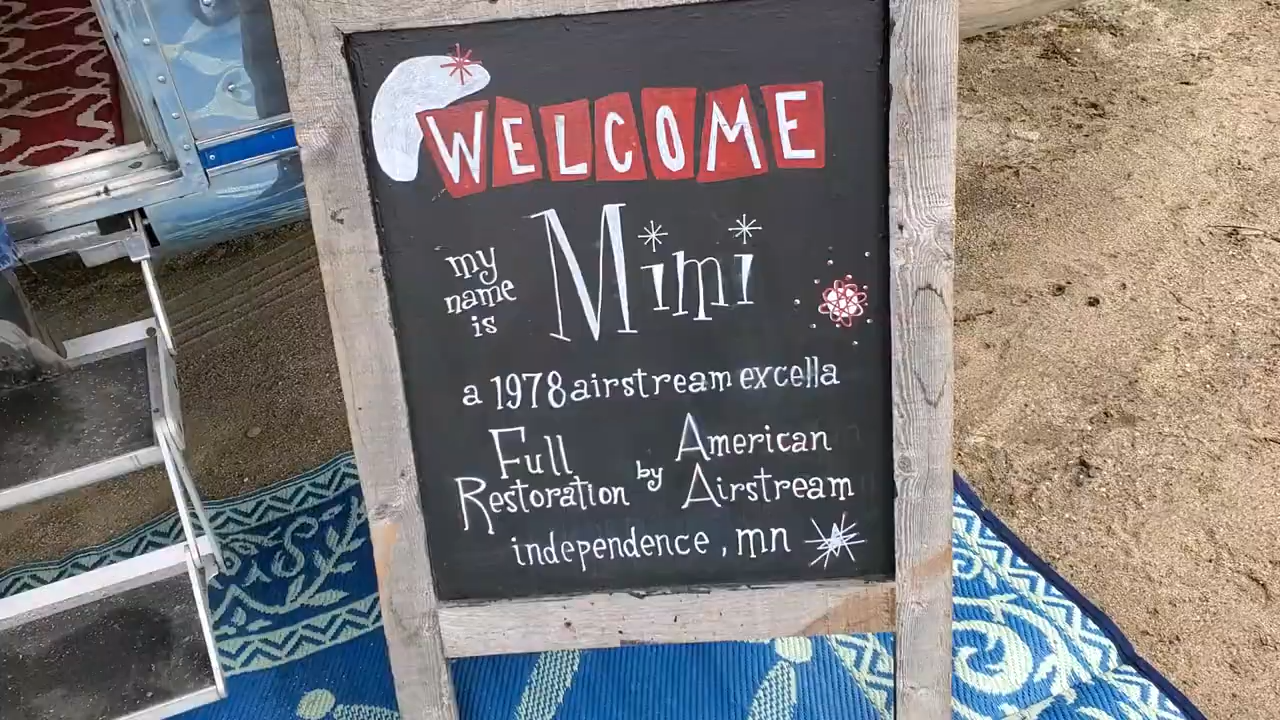 WELCOME
my name is Mimi
a 1978 airstream excella
Full Restoration by American Airstream
independence, mn